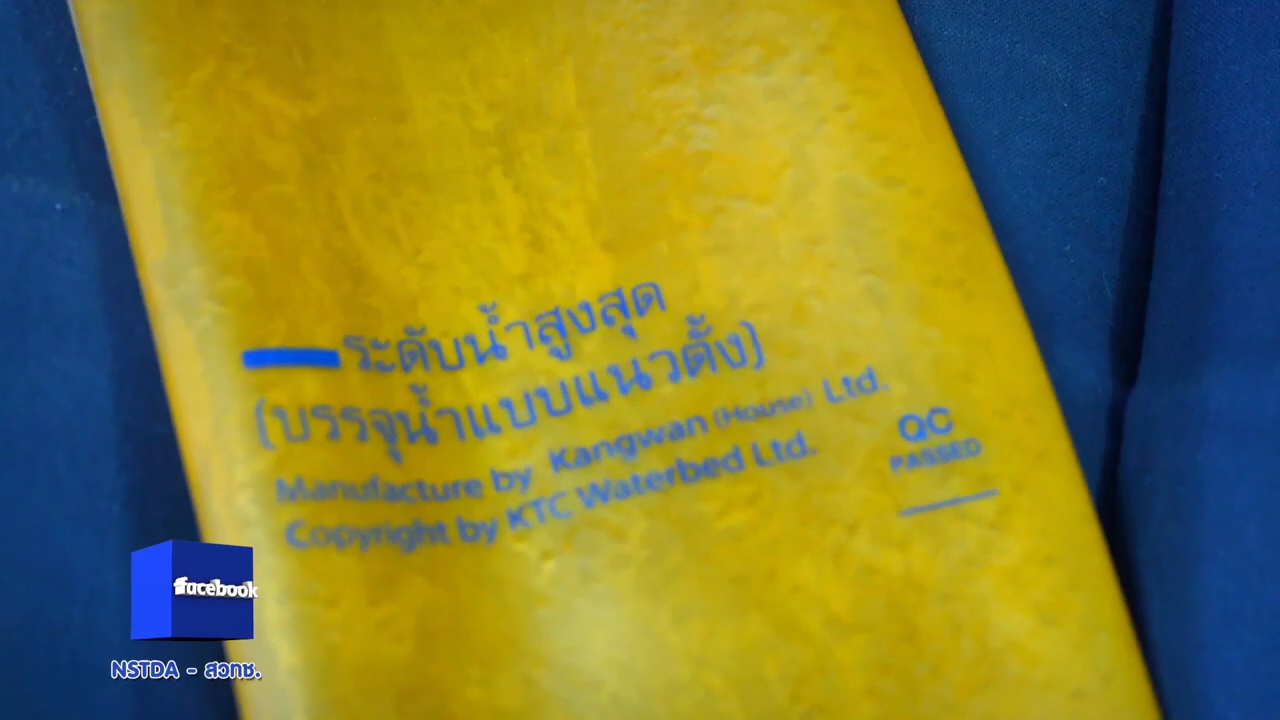 ระดับน้ำสูงสุด
(บรรจุน้ำแบบแนวตั้ง)
Manufacture by Kangwan (House) Ltd.
Copyright by KTC Waterbed Ltd.
QC
PASSED
facebook
NSTDA - สวทช.